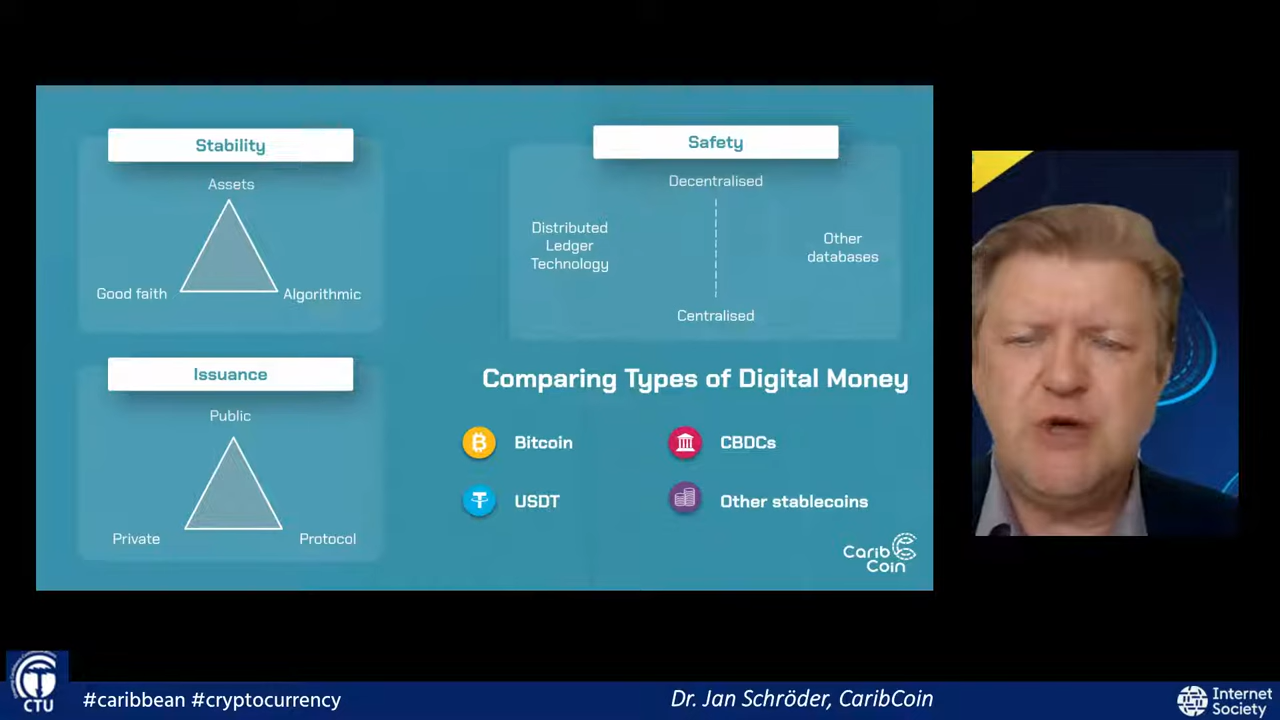 Stability
Assets
Good faith
Algorithmic
Issuance
Public
Private
Protocol
Safety
Decentralised
Distributed
Ledger
Technology
Other
databases
Centralised
Comparing Types of Digital Money
Bitcoin
CBDCs
USDT
Other stablecoins
Carib
Coin
CTU
#caribbean #cryptocurrency
Dr. Jan Schröder, CaribCoin
Internet
Society